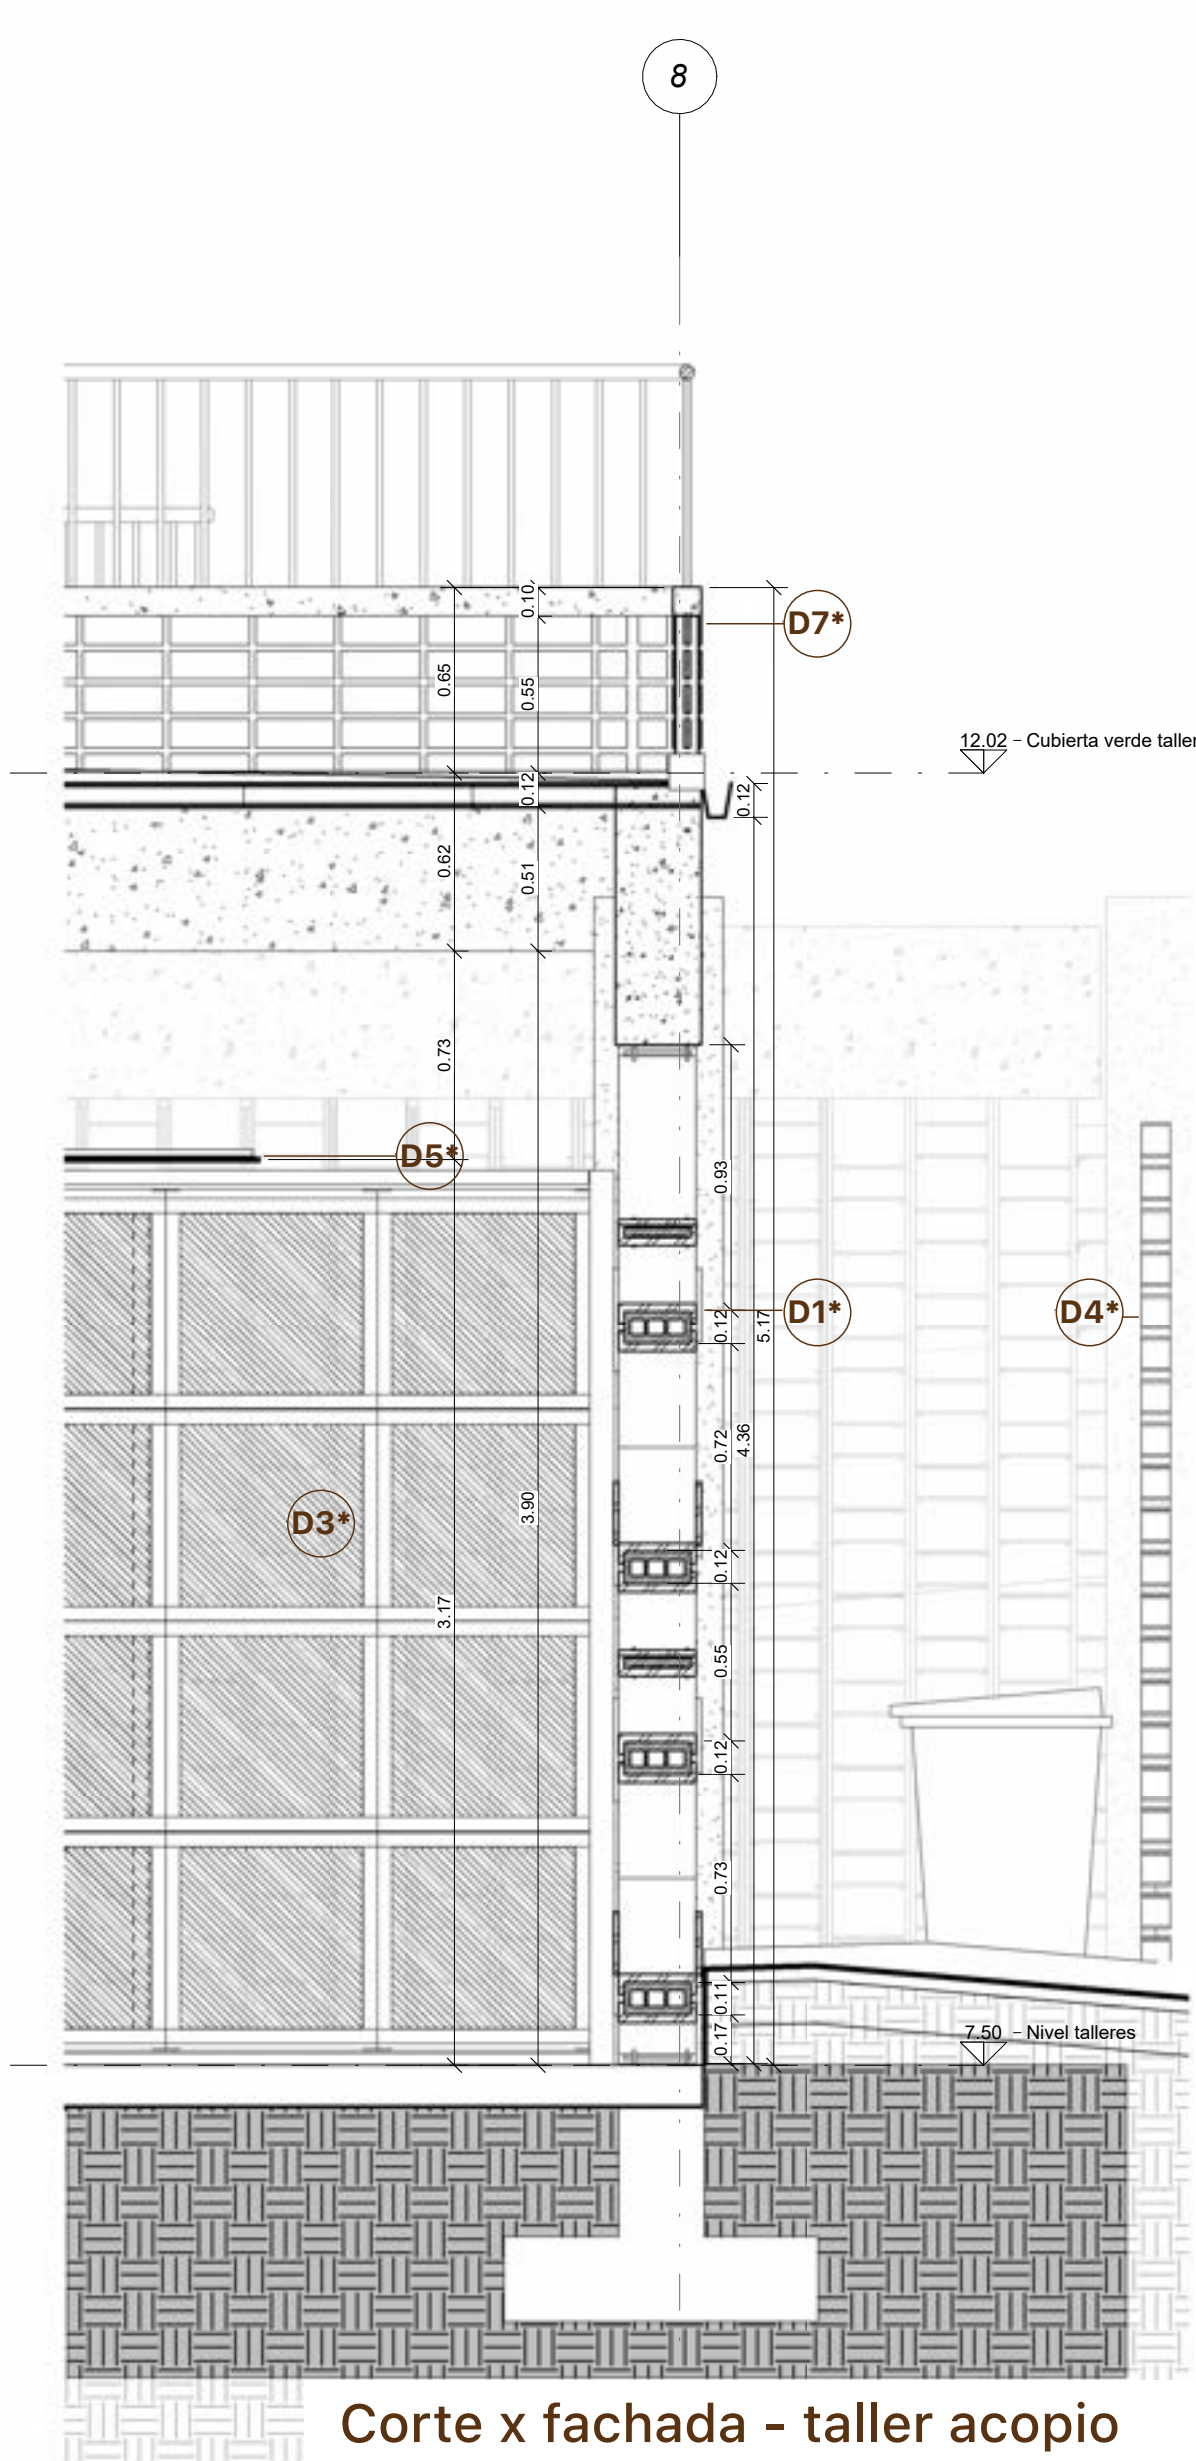 8
0.10
D7*
0.65
0.55
12.02 – Cubierta verde taller
0.12
0.12
0.62
0.51
0.73
D5*
0.93
D1*
D4*
0.12
5.17
0.72
4.36
3.90
D3*
0.12
3.17
0.55
0.12
0.73
0.11
0.17
7.50 – Nivel talleres
Corte x fachada - taller acopio